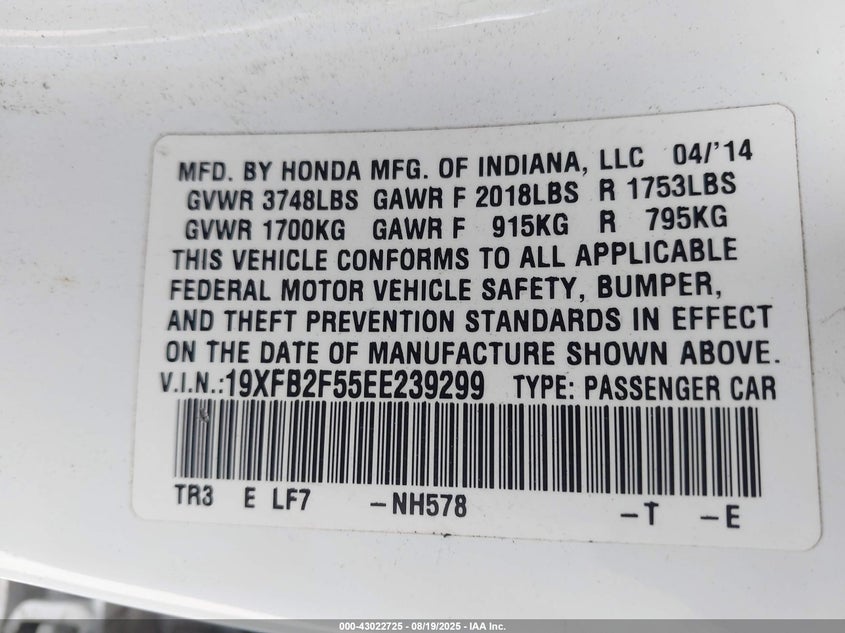 MFD. BY HONDA MFG. OF INDIANA, LLC 04/'14
GVWR 3748LBS GAWR F 2018LBS R 1753LBS
GVWR 1700KG GAWR F 915KG R 795KG
THIS VEHICLE CONFORMS TO ALL APPLICABLE
FEDERAL MOTOR VEHICLE SAFETY, BUMPER,
AND THEFT PREVENTION STANDARDS IN EFFECT
ON THE DATE OF MANUFACTURE SHOWN ABOVE.
V.I.N.:19XFB2F55EE239299 TYPE: PASSENGER CAR
TR3 E LF7 -NH578 -T -E
000-43022725 | 08/19/2025 - IAA Inc.